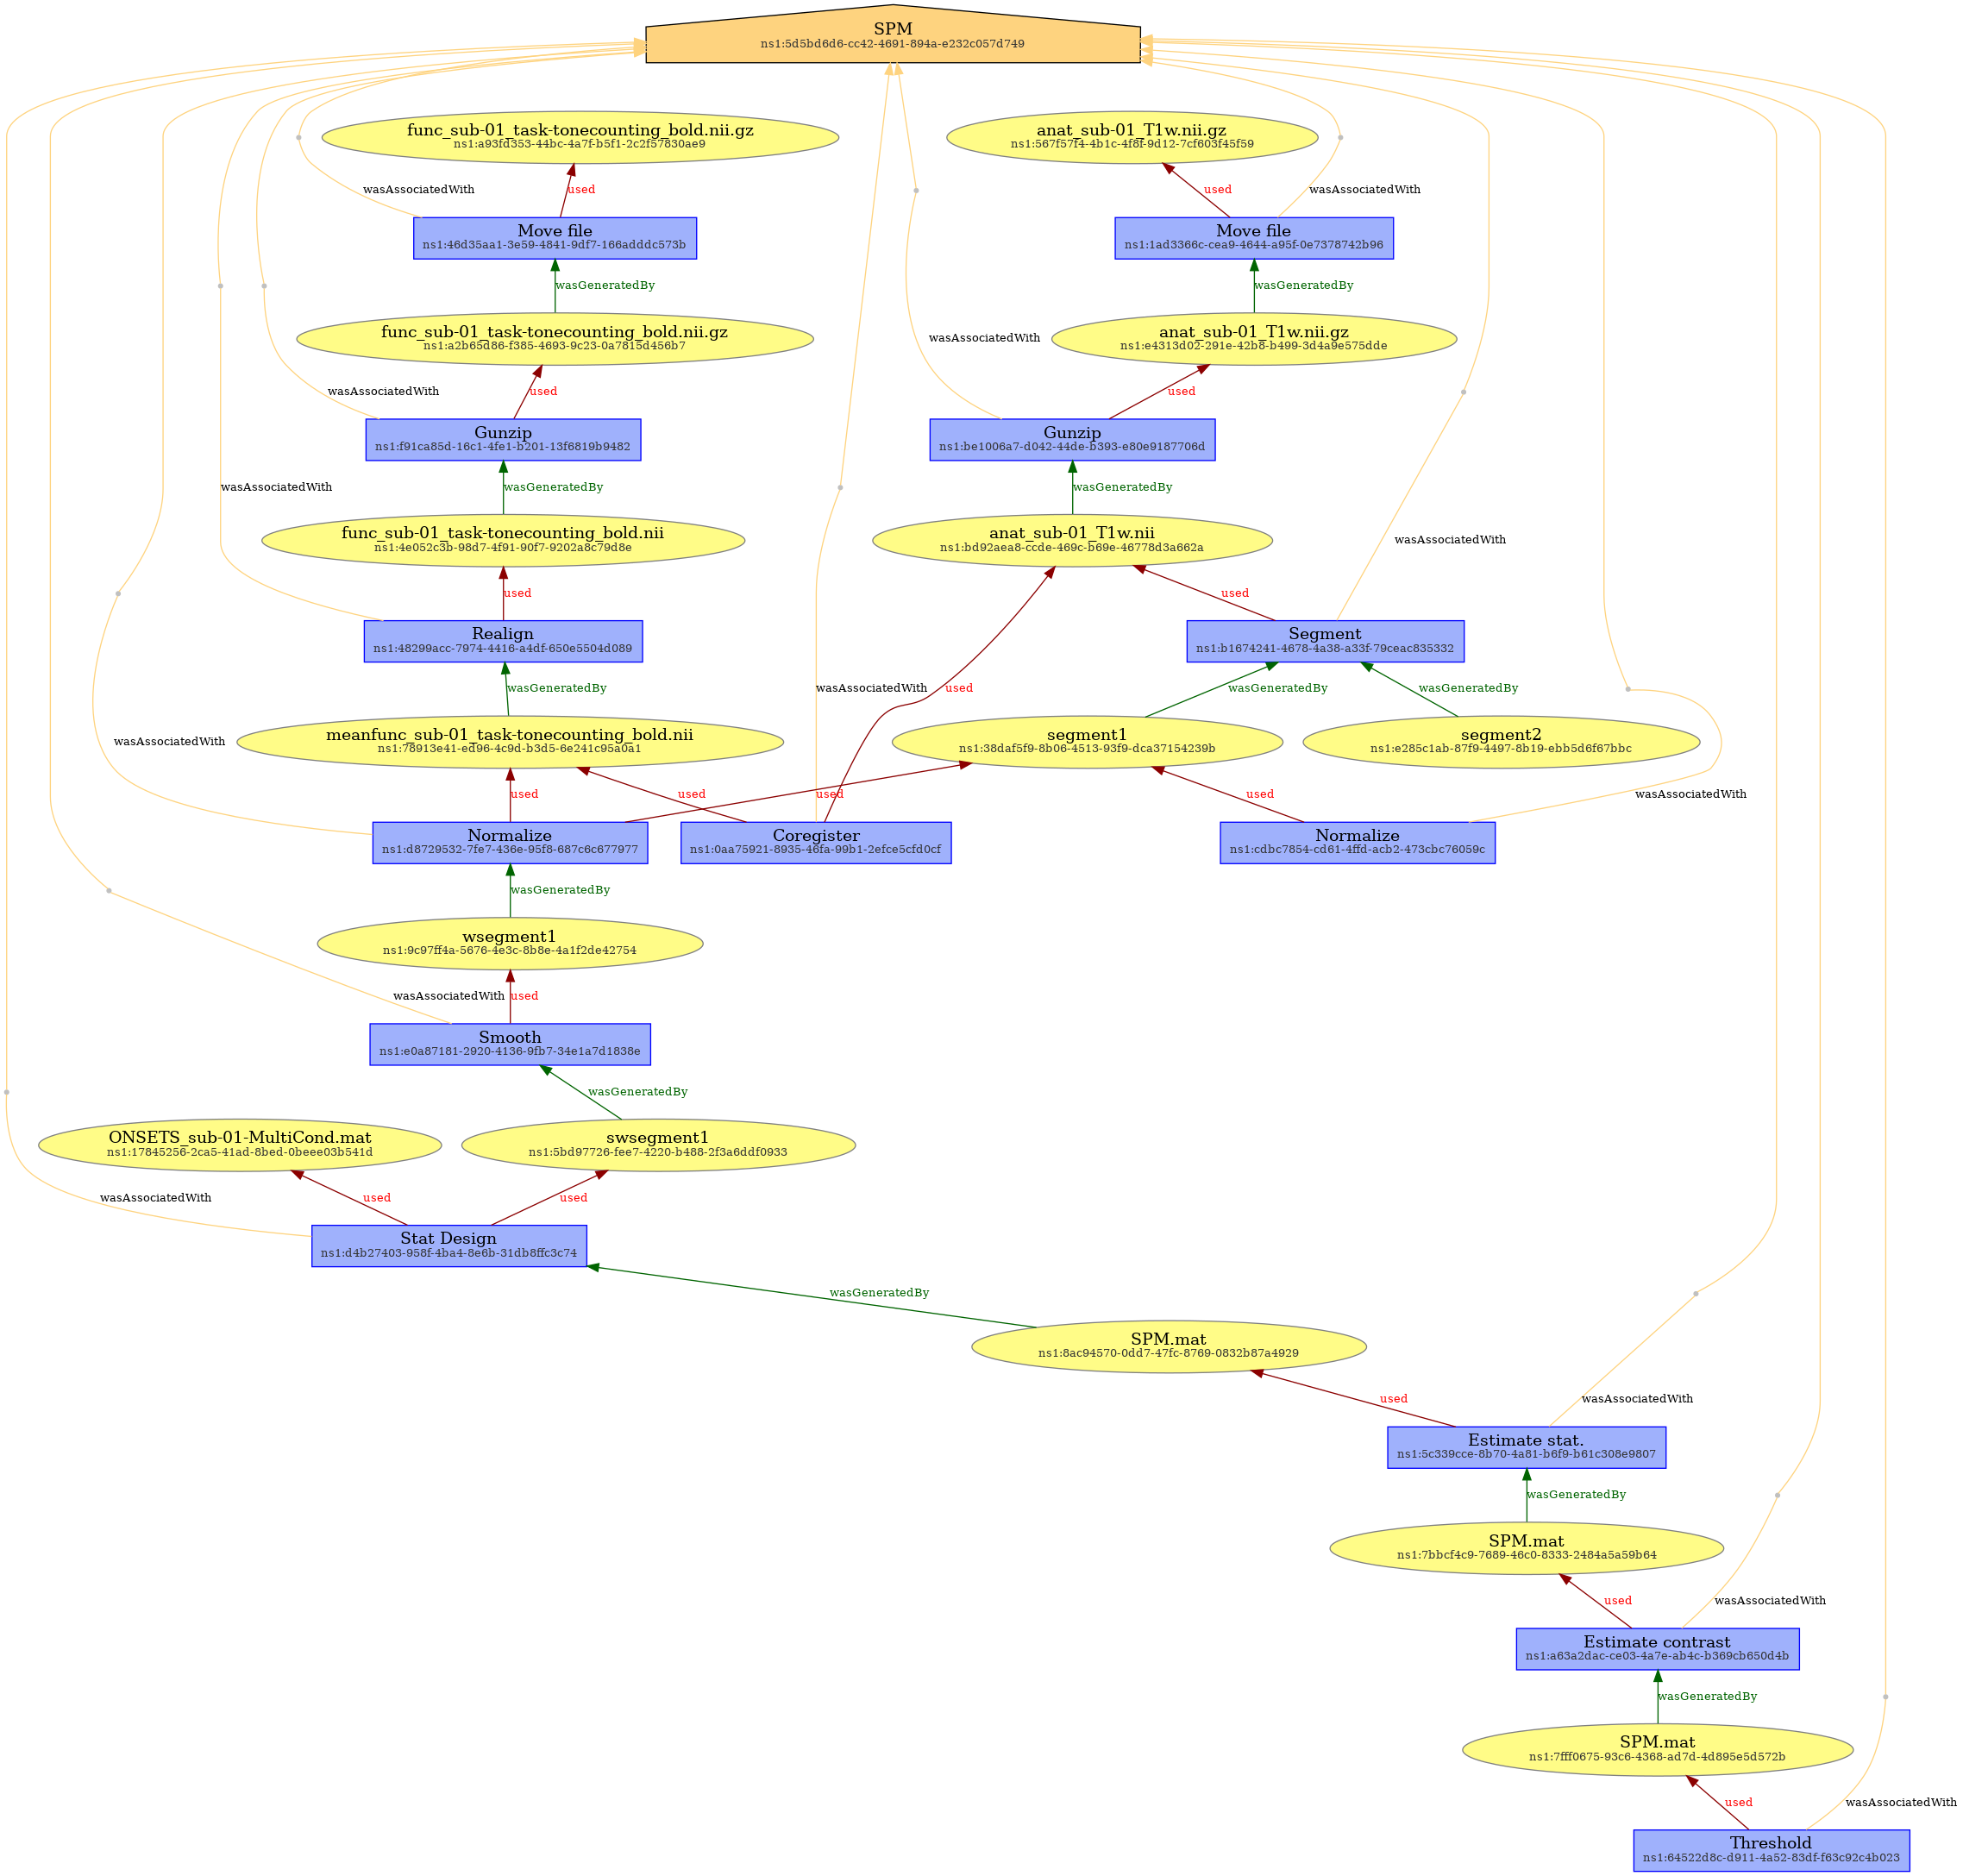 SPM
ns1:5d5bd6d6-cc42-4691-894a-e232c057d749
func_sub-01_task-tonecounting_bold.nii.gz
ns1:a93fd353-44bc-4a7f-b5f1-2c2f57830ae9
anat_sub-01_T1w.nii.gz
ns1:567f57f4-4b1c-4f8f-9d12-7cf603f45f59
wasAssociatedWith
used
used
wasAssociatedWith
Move file
ns1:46d35aa1-3e59-4841-9df7-166adddc573b
Move file
ns1:1ad3366c-cea9-4644-a95f-0e7378742b96
wasGeneratedBy
wasGeneratedBy
func_sub-01_task-tonecounting_bold.nii.gz
ns1:a2b65d86-f385-4693-9c23-0a7815d456b7
wasAssociatedWith
anat_sub-01_T1w.nii.gz
ns1:e4313d02-291e-42b8-b499-3d4a9e575dde
wasAssociatedWith
used
used
Gunzip
ns1:f91ca85d-16c1-4fe1-b201-13f6819b9482
Gunzip
ns1:be1006a7-d042-44de-b393-e80e9187706d
wasAssociatedWith
wasGeneratedBy
wasGeneratedBy
func_sub-01_task-tonecounting_bold.nii
ns1:4e052c3b-98d7-4f91-90f7-9202a8c79d8e
anat_sub-01_T1w.nii
ns1:bd92aea8-ccde-469c-b69e-46778d3a662a
wasAssociatedWith
used
used
Realign
ns1:48299acc-7974-4416-a4df-650e5504d089
Segment
ns1:b1674241-4678-4a38-a33f-79ceac835332
wasGeneratedBy
wasAssociatedWith
used
wasGeneratedBy
wasGeneratedBy
meanfunc_sub-01_task-tonecounting_bold.nii
ns1:78913e41-ed96-4c9d-b3d5-6e241c95a0a1
segment1
ns1:38daf5f9-8b06-4513-93f9-dca37154239b
segment2
ns1:e285c1ab-87f9-4497-8b19-ebb5d6f67bbc
wasAssociatedWith
used
used
used
used
wasAssociatedWith
Normalize
ns1:d8729532-7fe7-436e-95f8-687c6c677977
Coregister
ns1:0aa75921-8935-46fa-99b1-2efce5cfd0cf
Normalize
ns1:cdbc7854-cd61-4ffd-acb2-473cbc76059c
wasGeneratedBy
wsegment1
ns1:9c97ff4a-5676-4e3c-8b8e-4a1f2de42754
wasAssociatedWith
used
Smooth
ns1:e0a87181-2920-4136-9fb7-34e1a7d1838e
wasGeneratedBy
ONSETS_sub-01-MultiCond.mat
ns1:17845256-2ca5-41ad-8bed-0beee03b541d
swsegment1
ns1:5bd97726-fee7-4220-b488-2f3a6ddf0933
wasAssociatedWith
used
used
Stat Design
ns1:d4b27403-958f-4ba4-8e6b-31db8ffc3c74
wasGeneratedBy
SPM.mat
ns1:8ac94570-0dd7-47fc-8769-0832b87a4929
used
wasAssociatedWith
Estimate stat.
ns1:5c339cce-8b70-4a81-b6f9-b61c308e9807
wasGeneratedBy
SPM.mat
ns1:7bbcf4c9-7689-46c0-8333-2484a5a59b64
used
wasAssociatedWith
Estimate contrast
ns1:a63a2dac-ce03-4a7e-ab4c-b369cb650d4b
wasGeneratedBy
SPM.mat
ns1:7fff0675-93c6-4368-ad7d-4d895e5d572b
used
wasAssociatedWith
Threshold
ns1:64522d8c-d911-4a52-83df-f63c92c4b023